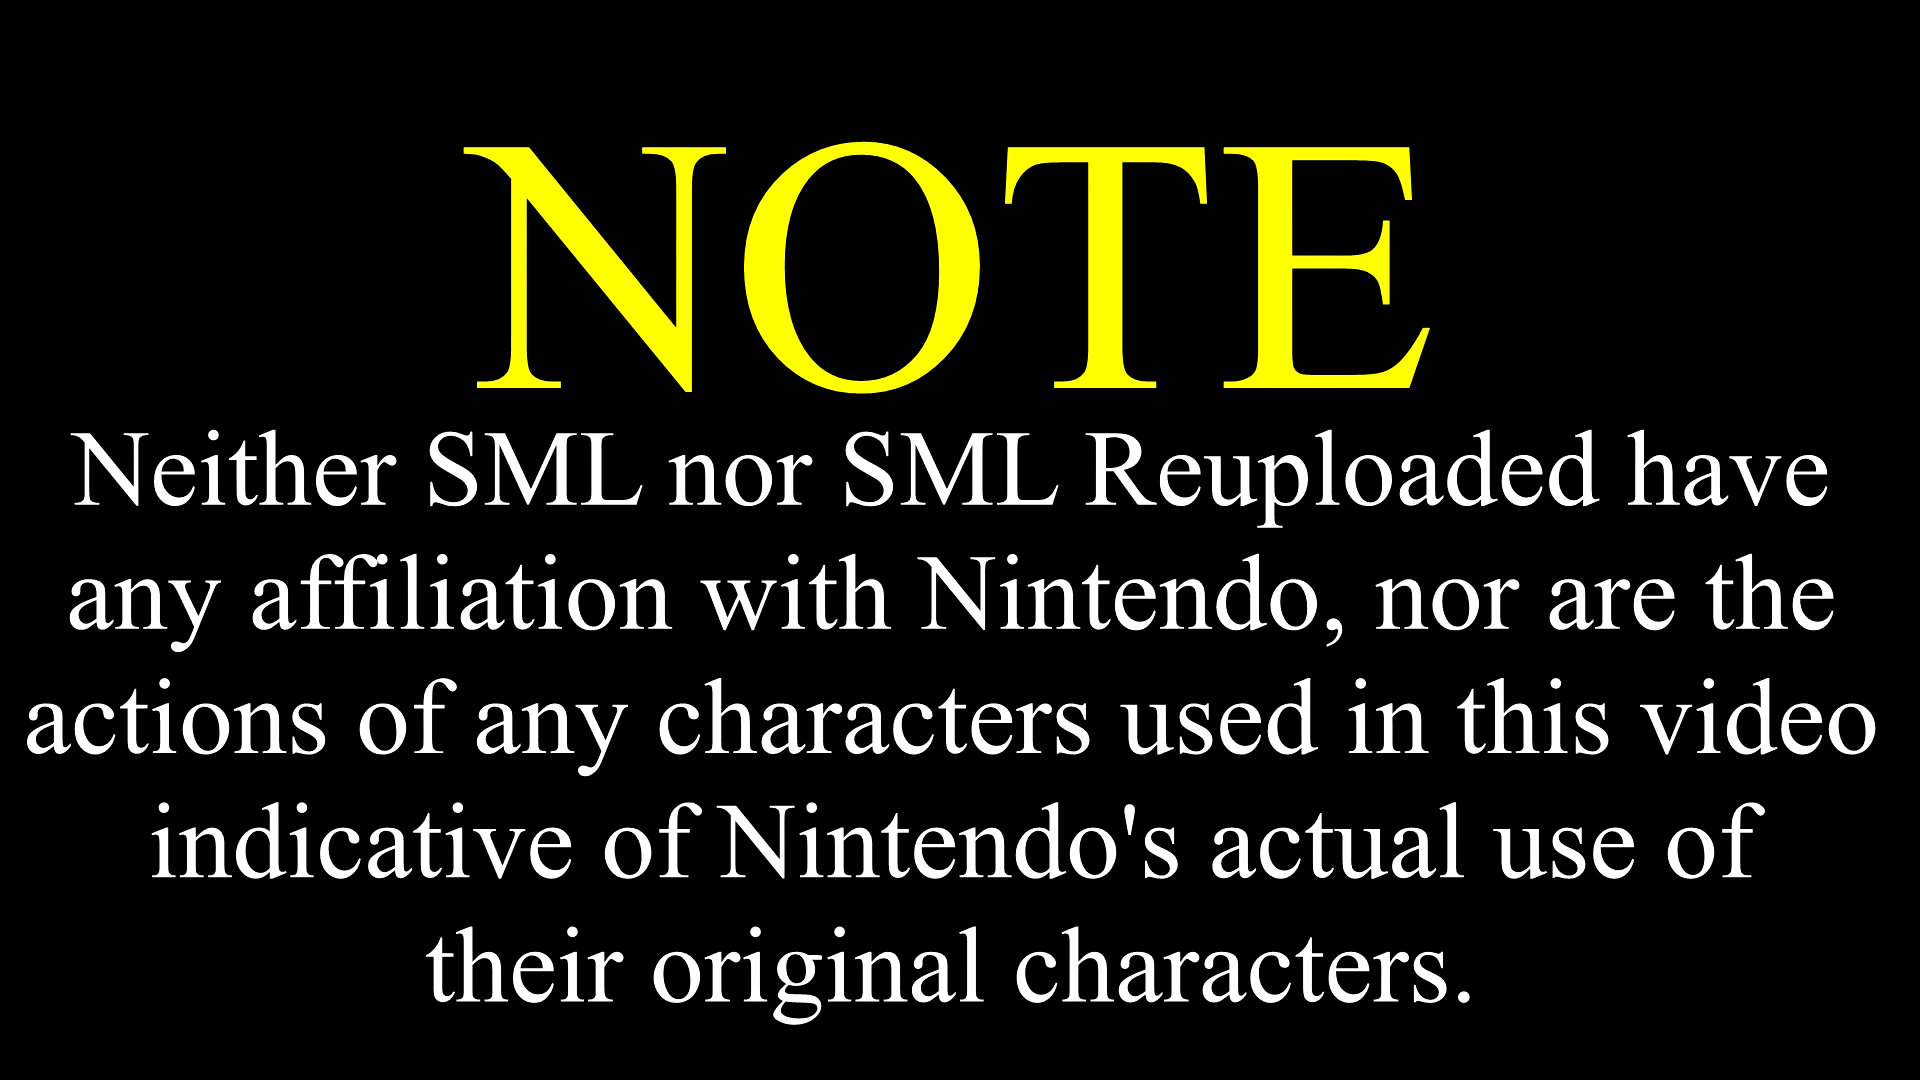 NOTE
Neither SML nor SML Reuploaded have
any affiliation with Nintendo, nor are the
actions of any characters used in this video
indicative of Nintendo's actual use of
their original characters.